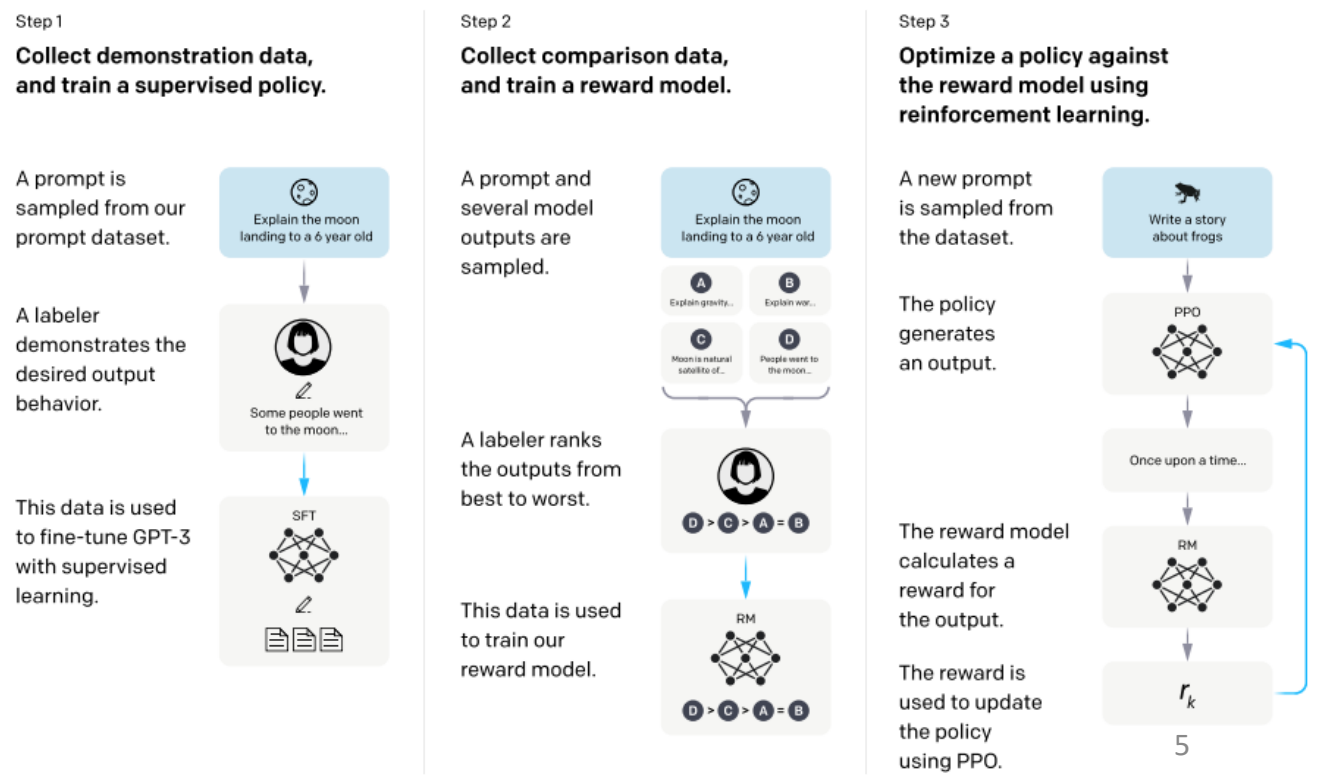 Step 1
Collect demonstration data,
and train a supervised policy.
A prompt is
sampled from our
prompt dataset.
Explain the moon
landing to a 6 year old
A labeler
demonstrates the
desired output
behavior.
Some people went
to the moon...
This data is used
to fine-tune GPT-3
with supervised
learning.
SFT
Step 2
Collect comparison data,
and train a reward model.
A prompt and
several model
outputs are
sampled.
Explain the moon
landing to a 6 year old
A
Explain gravity...
B
Explain war...
C
Moon is natural
satellite of...
D
People went to
the moon...
A labeler ranks
the outputs from
best to worst.
D > C > A = B
This data is used
to train our
reward model.
RM
D > C > A = B
Step 3
Optimize a policy against
the reward model using
reinforcement learning.
A new prompt
is sampled from
the dataset.
Write a story
about frogs
The policy
generates
an output.
PPO
Once upon a time...
The reward model
calculates a
reward for
the output.
RM
The reward is
used to update
the policy
using PPO.
r_k
5